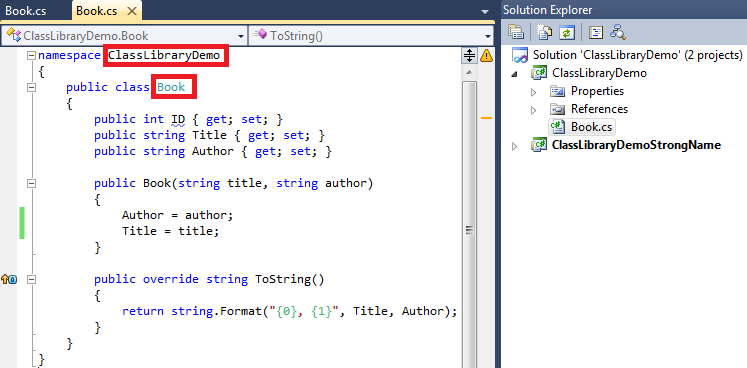 Book.cs
Book.cs
ClassLibraryDemo.Book
ToString()
namespace ClassLibraryDemo
{
public class Book
{
public int ID { get; set; }
public string Title { get; set; }
public string Author { get; set; }
public Book(string title, string author)
{
Author = author;
Title = title;
}
public override string ToString()
{
return string.Format("{0}, {1}", Title, Author);
}
}
}
Solution Explorer
Solution 'ClassLibraryDemo' (2 projects)
ClassLibraryDemo
Properties
References
Book.cs
ClassLibraryDemoStrongName